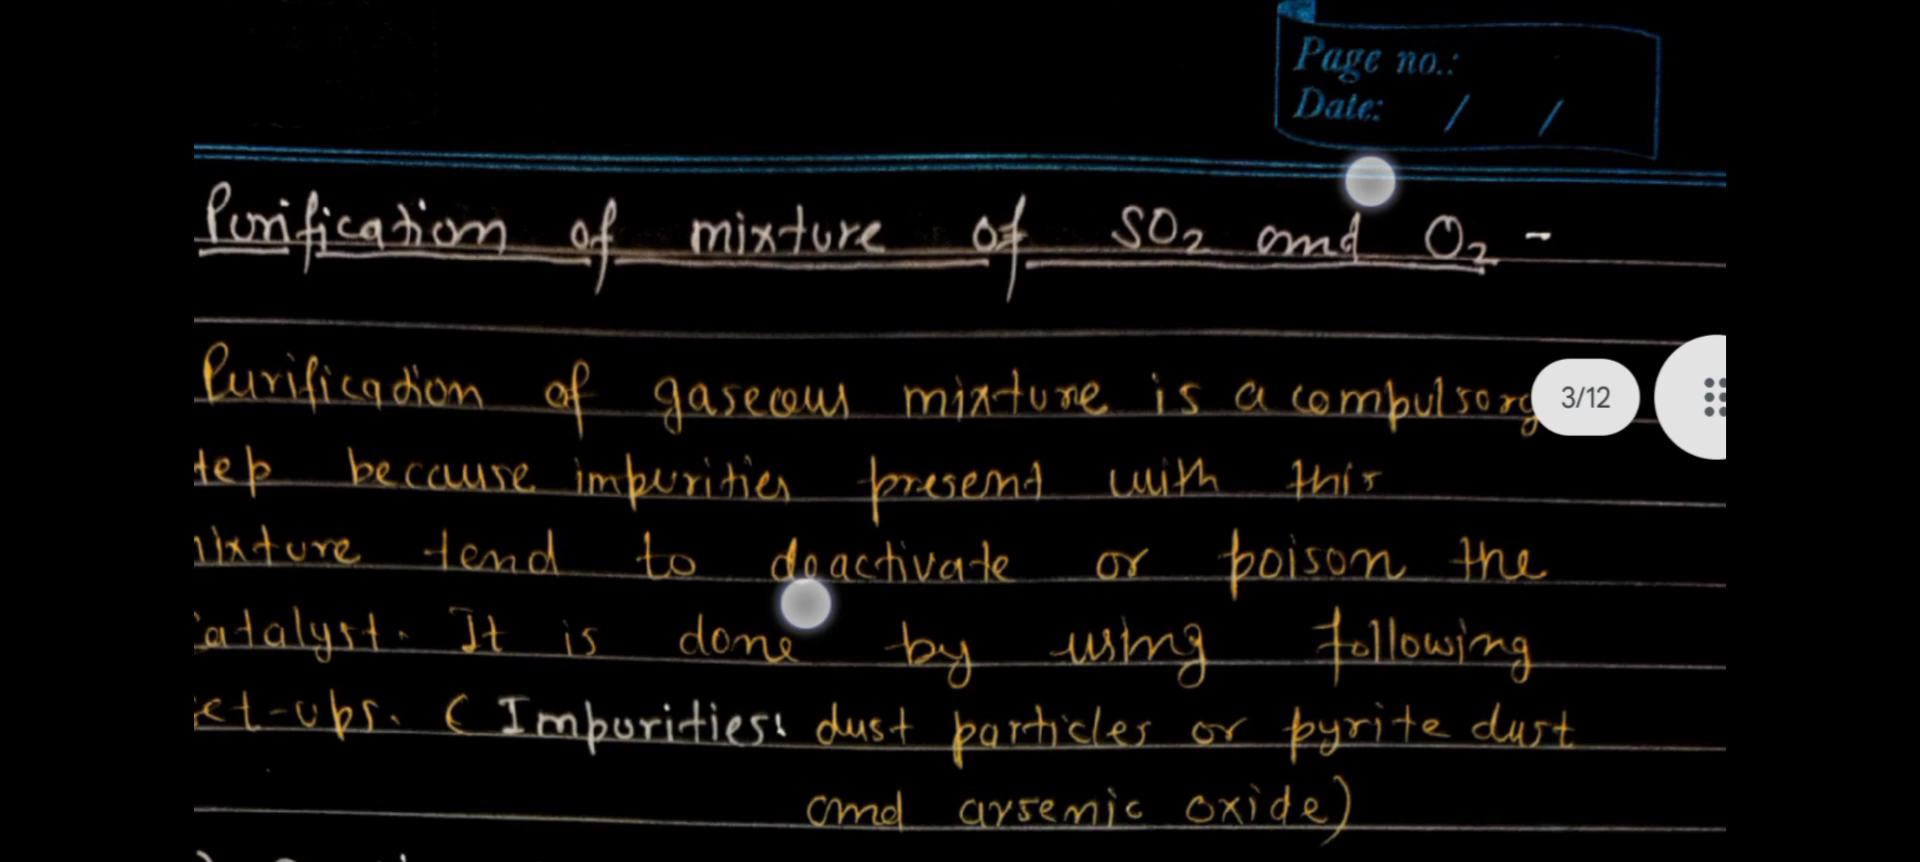 Page no.:
Date: / /
Purification of mixture of SO2 and O2 -
Purification of gaseous mixture is a compulsory
3/12
tep because impurities present with this
mixture tend to deactivate or poison the
atalyst. It is done by using following
et-ups. (Impurities: dust particles or pyrite dust
and arsenic oxide)